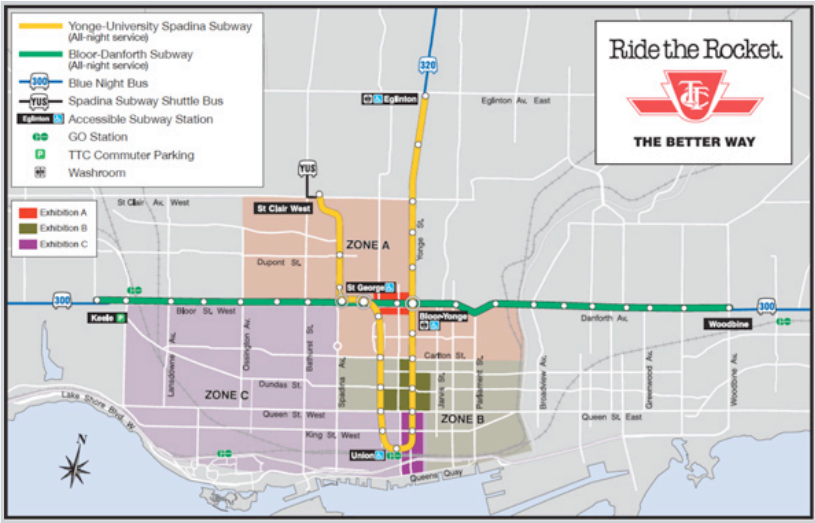 Yonge-University Spadina Subway
(All-night service)
Bloor-Danforth Subway
(All-night service)
300
Blue Night Bus
YUS
Spadina Subway Shuttle Bus
Eglinton
Accessible Subway Station
GO
GO Station
P
TTC Commuter Parking
Washroom
Exhibition A
Exhibition B
Exhibition C
Ride the Rocket.
TTC
THE BETTER WAY
320
Eglinton
Eglinton Av. East
YUS
St Clair Av. West
St Clair West
ZONE A
Yonge St.
Dupont St.
St George
300
Bloor St. West
Bloor-Yonge
300
Keele P
Danforth Av.
Woodbine
Lansdowne Av.
Ossington Av.
Bathurst St.
Spadina Av.
Carlton St.
Jarvis St.
Parliament St.
Broadview Av.
Greenwood Av.
Woodbine Av.
Dundas St.
ZONE C
Lake Shore Blvd. W
Queen St. West
ZONE B
Queen St. East
King St. West
N
Union
Queens Quay